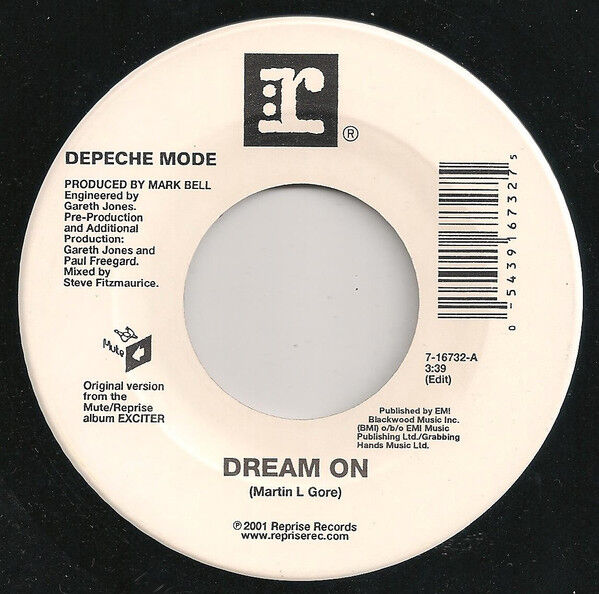 r
®
DEPECHE MODE
PRODUCED BY MARK BELL
Engineered by
Gareth Jones.
Pre-Production
and Additional
Production:
Gareth Jones and
Paul Freegard.
Mixed by
Steve Fitzmaurice.
Mute
Original version
from the
Mute/Reprise
album EXCITER
0 54391 67327 5
7-16732-A
3:39
(Edit)
Published by EMI
Blackwood Music Inc.
(BMI) o/b/o EMI Music
Publishing Ltd./Grabbing
Hands Music Ltd.
DREAM ON
(Martin L Gore)
℗ 2001 Reprise Records
www.repriserec.com